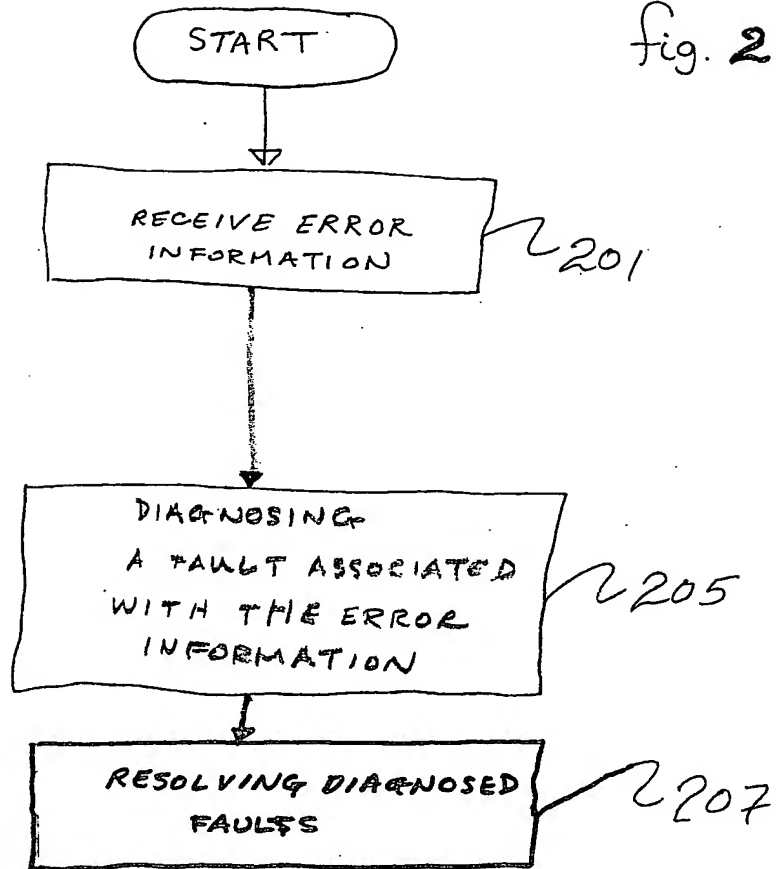 fig. 2
START
RECEIVE ERROR
INFORMATION
201
DIAGNOSING
A FAULT ASSOCIATED
WITH THE ERROR
INFORMATION
205
RESOLVING DIAGNOSED
FAULTS
207